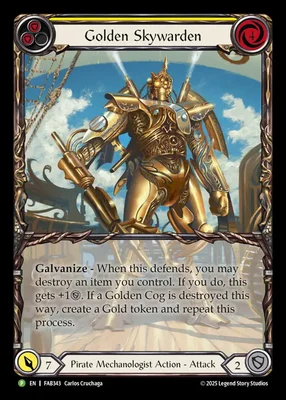 Golden Skywarden
Galvanize - When this defends, you may
destroy an item you control. If you do, this
gets +1. If a Golden Cog is destroyed this
way, create a Gold token and repeat this
process.
7
Pirate Mechanologist Action - Attack
2
P EN | FAB343 Carlos Cruchaga
© 2025 Legend Story Studios